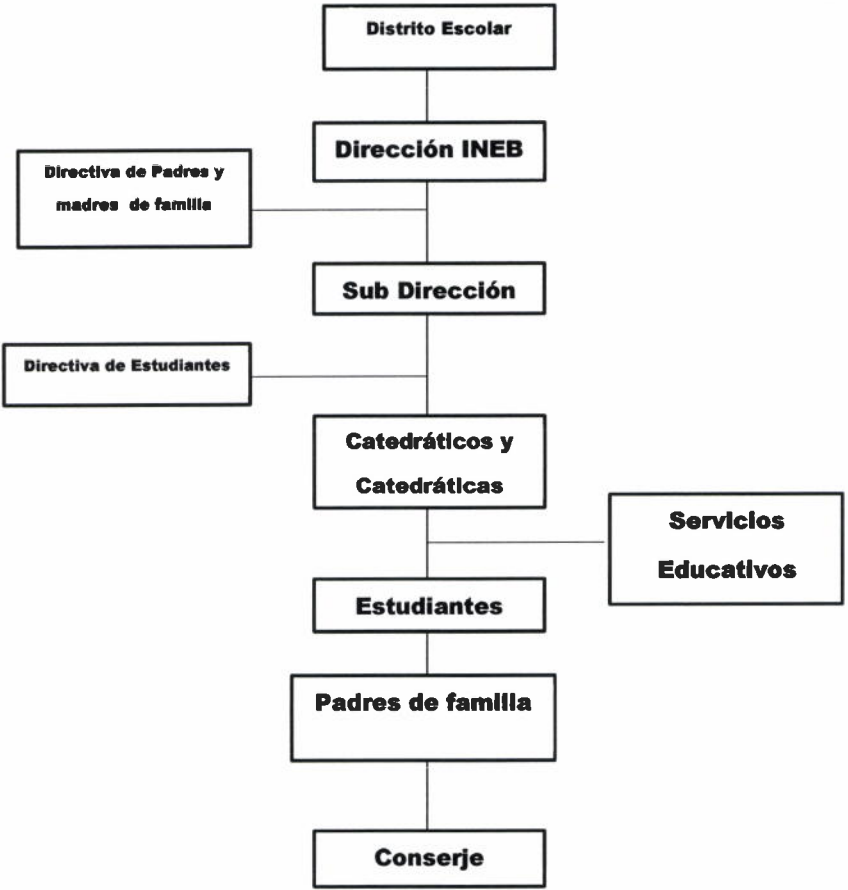 Distrito Escolar
Dirección INEB
Directiva de Padres y
madres de familia
Sub Dirección
Directiva de Estudiantes
Catedráticos y
Catedráticas
Servicios
Educativos
Estudiantes
Padres de familia
Conserje